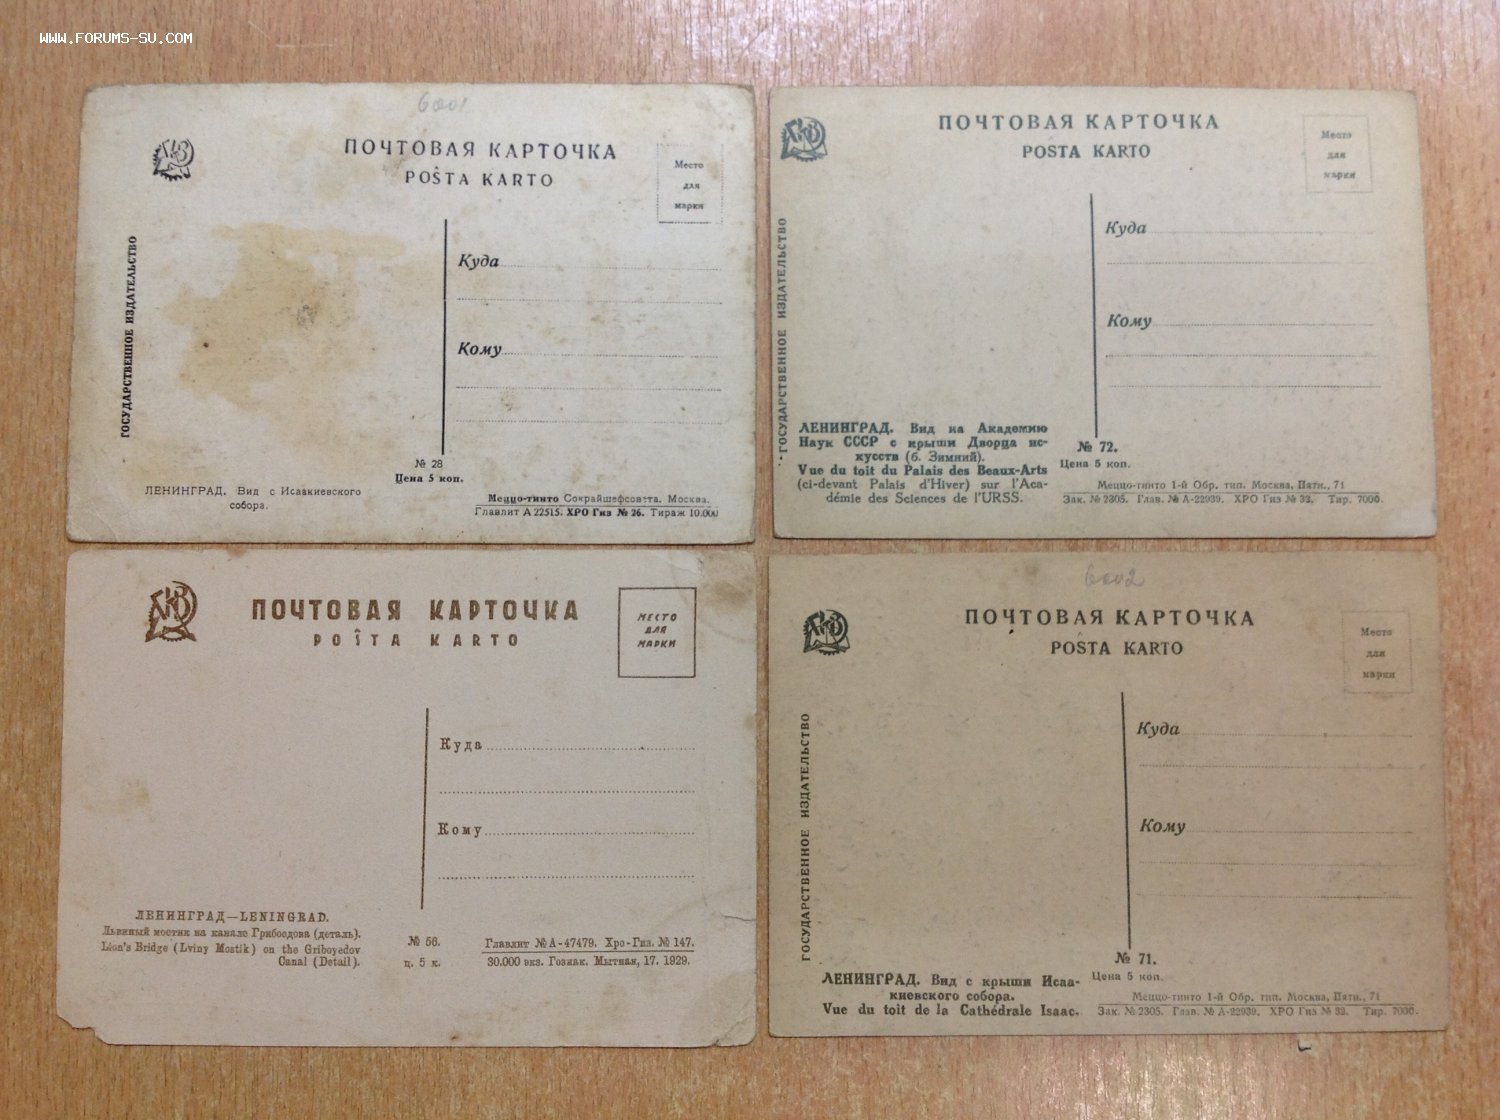 WWW.FORUMS-SU.COM
6001
ПОЧТОВАЯ КАРТОЧКА
POŜTA KARTO
Место
для
марки
ГОСУДАРСТВЕННОЕ ИЗДАТЕЛЬСТВО
Куда
Кому
№ 28
Цена 5 коп.
ЛЕНИНГРАД. Вид с Исаакиевского
собора.
Меццо-тинто Сокрайшефсовета. Москва.
Главлит А 22515. ХРО Гиз № 26. Тираж 10.000
ПОЧТОВАЯ КАРТОЧКА
POSTA KARTO
Место
для
марки
ГОСУДАРСТВЕННОЕ ИЗДАТЕЛЬСТВО
Куда
Кому
ЛЕНИНГРАД. Вид на Академию
Наук СССР с крыши Дворца ис-
кусств (б. Зимний).
Vue du toit du Palais des Beaux-Arts
(ci-devant Palais d'Hiver) sur l'Aca-
démie des Sciences de l'URSS.
№ 72.
Цена 5 коп.
Меццо-тинто 1-й Обр. тип. Москва, Пятн., 71
Зак. № 2305. Глав. № А-22939. ХРО Гиз № 32. Тир. 7000.
ПОЧТОВАЯ КАРТОЧКА
POŜTA KARTO
МЕСТО
ДЛЯ
МАРКИ
Куда
Кому
ЛЕНИНГРАД—LENINGRAD.
Львиный мостик на канале Грибоедова (деталь).
Lion's Bridge (Lviny Mostik) on the Griboyedov
Canal (Detail).
№ 56.
ц. 5 к.
Главлит № А-47479. Хро-Гиз. № 147.
30.000 экз. Гознак. Мытная, 17. 1929.
6002
ПОЧТОВАЯ КАРТОЧКА
POŜTA KARTO
Место
для
марки
ГОСУДАРСТВЕННОЕ ИЗДАТЕЛЬСТВО
Куда
Кому
№ 71.
Цена 5 коп.
ЛЕНИНГРАД. Вид с крыши Исаа-
киевского собора.
Vue du toit de la Cathédrale Isaac.
Меццо-тинто 1-й Обр. тип. Москва, Пятн., 71
Зак. № 2305. Глав. № А-22939. ХРО Гиз № 32. Тир. 7000.